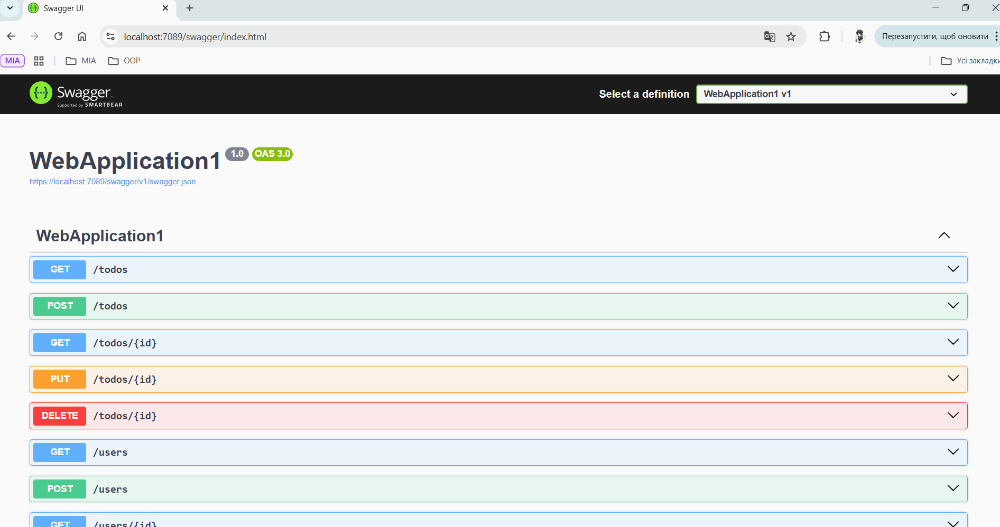 Swagger UI
localhost:7089/swagger/index.html
Перезапустити, щоб оновити
MIA
MIA
OOP
Усі закладки
Swagger
Supported by SMARTBEAR
Select a definition
WebApplication1 v1
WebApplication1 1.0 OAS 3.0
https://localhost:7089/swagger/v1/swagger.json
WebApplication1
GET /todos
POST /todos
GET /todos/{id}
PUT /todos/{id}
DELETE /todos/{id}
GET /users
POST /users
GET /users/{id}